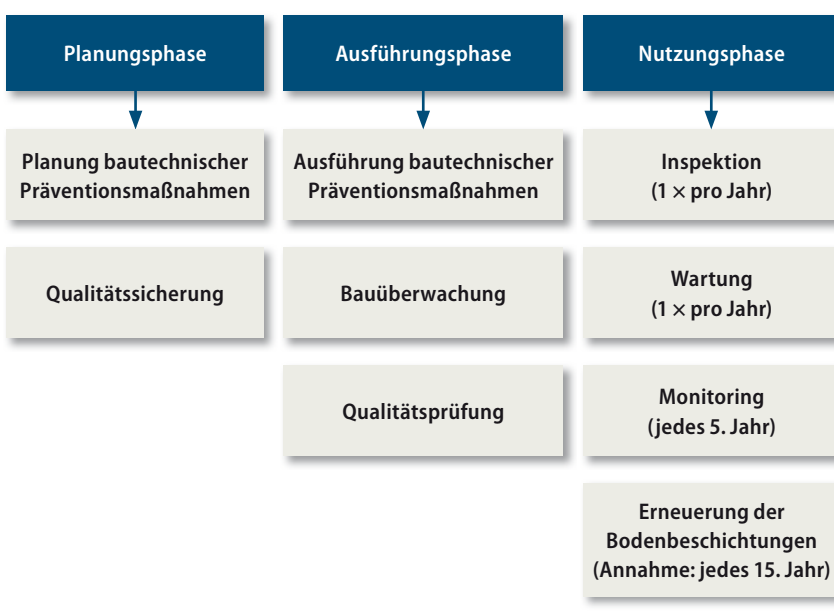 Planungsphase
Planung bautechnischer
Präventionsmaßnahmen
Qualitätssicherung
Ausführungsphase
Ausführung bautechnischer
Präventionsmaßnahmen
Bauüberwachung
Qualitätsprüfung
Nutzungsphase
Inspektion
(1 × pro Jahr)
Wartung
(1 × pro Jahr)
Monitoring
(jedes 5. Jahr)
Erneuerung der
Bodenbeschichtungen
(Annahme: jedes 15. Jahr)